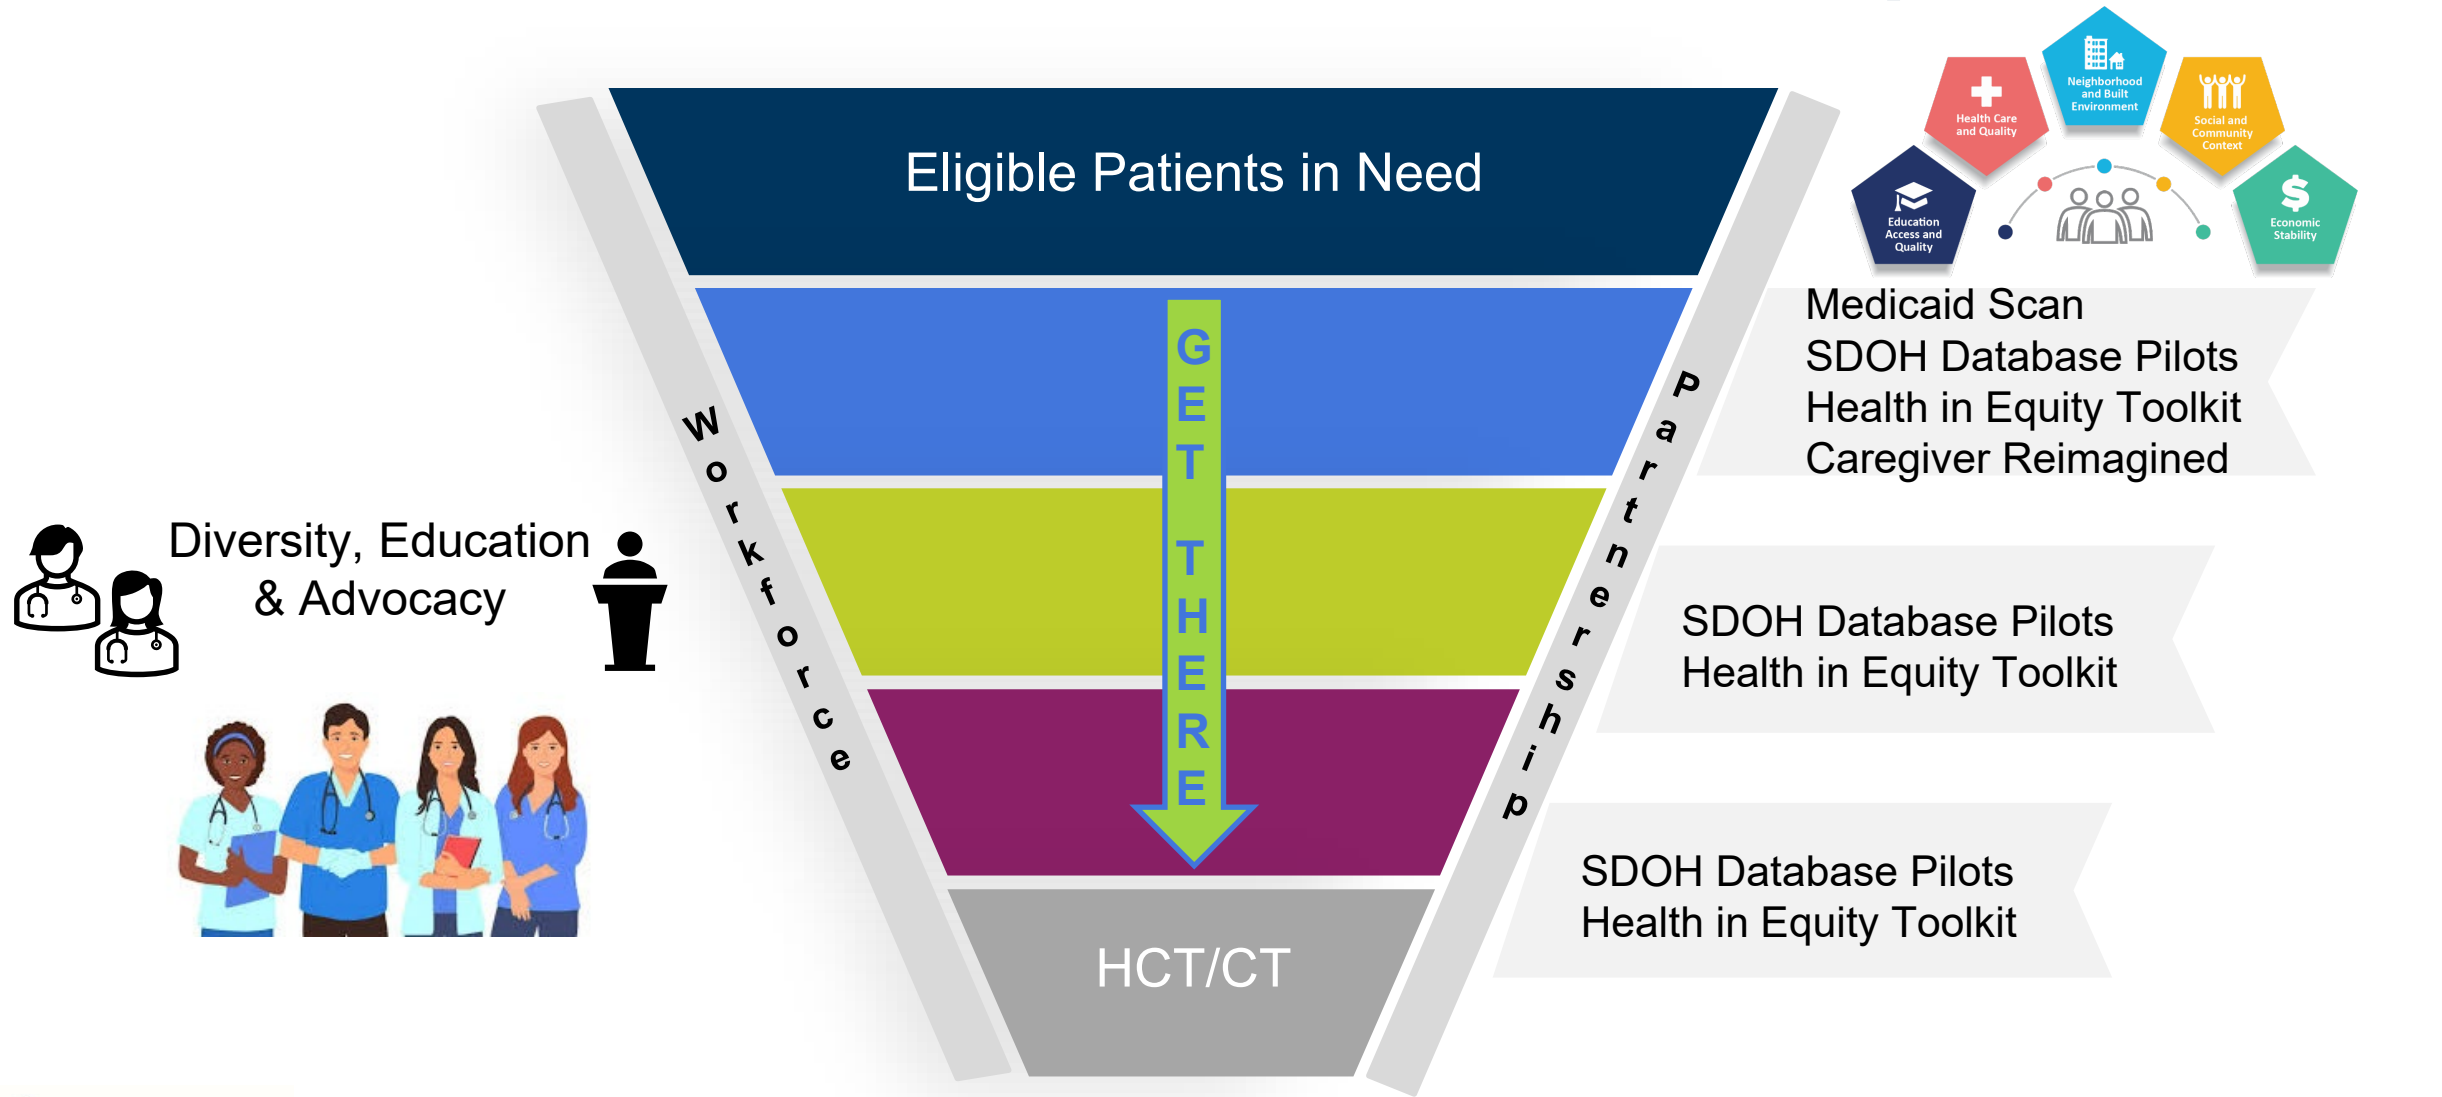 Eligible Patients in Need
GET THERE
HCT/CT
Workforce
Partnership
Diversity, Education
& Advocacy
Education
Access and
Quality
Health Care
and Quality
Neighborhood
and Built
Environment
Social and
Community
Context
$
Economic
Stability
Medicaid Scan
SDOH Database Pilots
Health in Equity Toolkit
Caregiver Reimagined
SDOH Database Pilots
Health in Equity Toolkit
SDOH Database Pilots
Health in Equity Toolkit